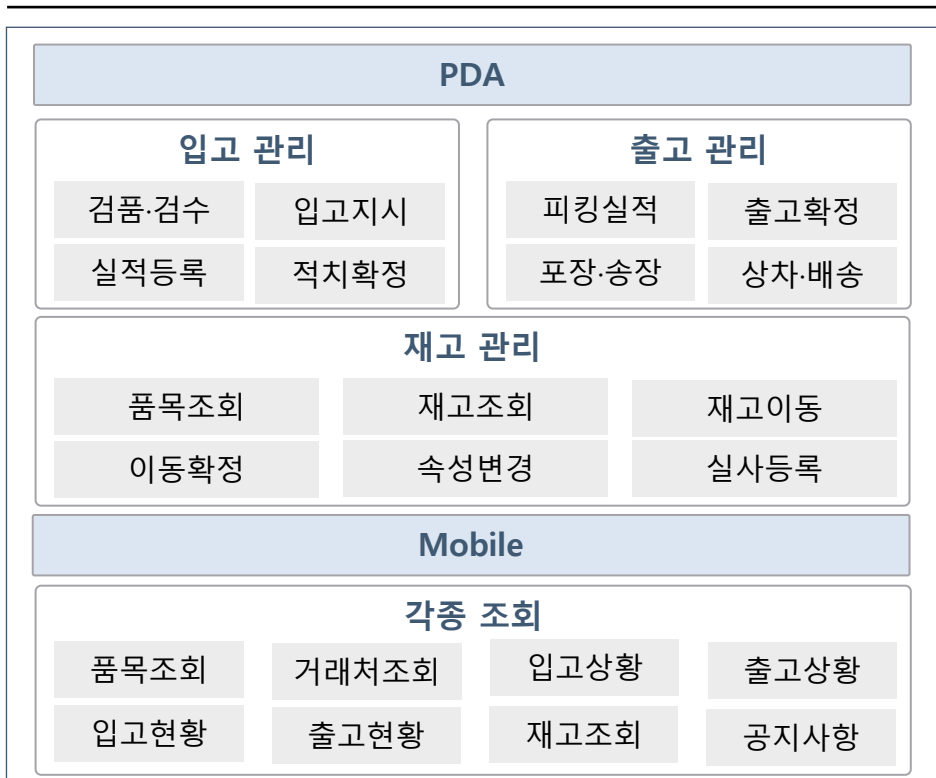 PDA
입고 관리
검품·검수 입고지시
실적등록 적치확정
출고 관리
피킹실적 출고확정
포장·송장 상차·배송
재고 관리
품목조회 재고조회 재고이동
이동확정 속성변경 실사등록
Mobile
각종 조회
품목조회 거래처조회 입고상황 출고상황
입고현황 출고현황 재고조회 공지사항